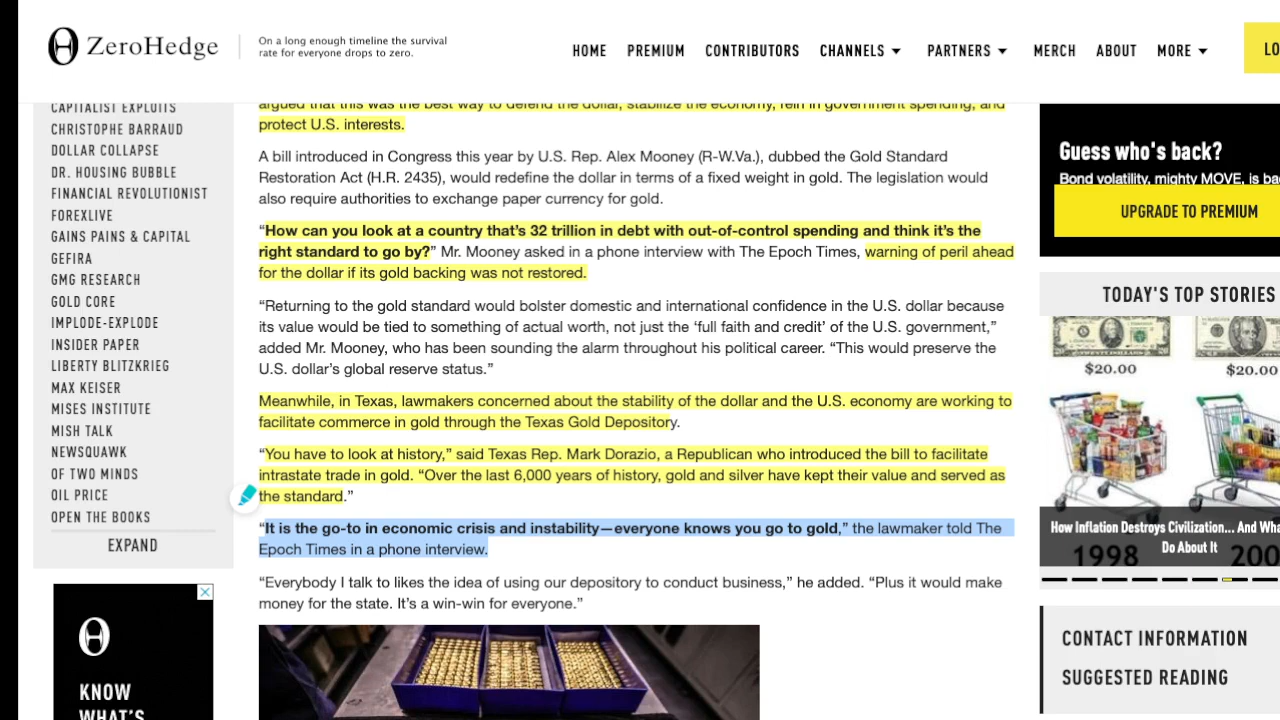 ZeroHedge
On a long enough timeline the survival
rate for everyone drops to zero.
HOME PREMIUM CONTRIBUTORS CHANNELS PARTNERS MERCH ABOUT MORE
LO
CAPITALIST EXPLOITS
CHRISTOPHE BARRAUD
DOLLAR COLLAPSE
DR. HOUSING BUBBLE
FINANCIAL REVOLUTIONIST
FOREXLIVE
GAINS PAINS & CAPITAL
GEFIRA
GMG RESEARCH
GOLD CORE
IMPLODE-EXPLODE
INSIDER PAPER
LIBERTY BLITZKRIEG
MAX KEISER
MISES INSTITUTE
MISH TALK
NEWSQUAWK
OF TWO MINDS
OIL PRICE
OPEN THE BOOKS
EXPAND
KNOW
WHAT'S
argued that this was the best way to defend the dollar, stabilize the economy, rein in government spending, and
protect U.S. interests.
A bill introduced in Congress this year by U.S. Rep. Alex Mooney (R-W.Va.), dubbed the Gold Standard
Restoration Act (H.R. 2435), would redefine the dollar in terms of a fixed weight in gold. The legislation would
also require authorities to exchange paper currency for gold.
“How can you look at a country that’s 32 trillion in debt with out-of-control spending and think it’s the
right standard to go by?” Mr. Mooney asked in a phone interview with The Epoch Times, warning of peril ahead
for the dollar if its gold backing was not restored.
“Returning to the gold standard would bolster domestic and international confidence in the U.S. dollar because
its value would be tied to something of actual worth, not just the ‘full faith and credit’ of the U.S. government,”
added Mr. Mooney, who has been sounding the alarm throughout his political career. “This would preserve the
U.S. dollar’s global reserve status.”
Meanwhile, in Texas, lawmakers concerned about the stability of the dollar and the U.S. economy are working to
facilitate commerce in gold through the Texas Gold Depository.
“You have to look at history,” said Texas Rep. Mark Dorazio, a Republican who introduced the bill to facilitate
intrastate trade in gold. “Over the last 6,000 years of history, gold and silver have kept their value and served as
the standard.”
“It is the go-to in economic crisis and instability—everyone knows you go to gold,” the lawmaker told The
Epoch Times in a phone interview.
“Everybody I talk to likes the idea of using our depository to conduct business,” he added. “Plus it would make
money for the state. It’s a win-win for everyone.”
Guess who's back?
Bond volatility, mighty MOVE, is ba
UPGRADE TO PREMIUM
TODAY'S TOP STORIES
$20.00 $20.00
How Inflation Destroys Civilization... And Wha
Do About It
1998 200
CONTACT INFORMATION
SUGGESTED READING